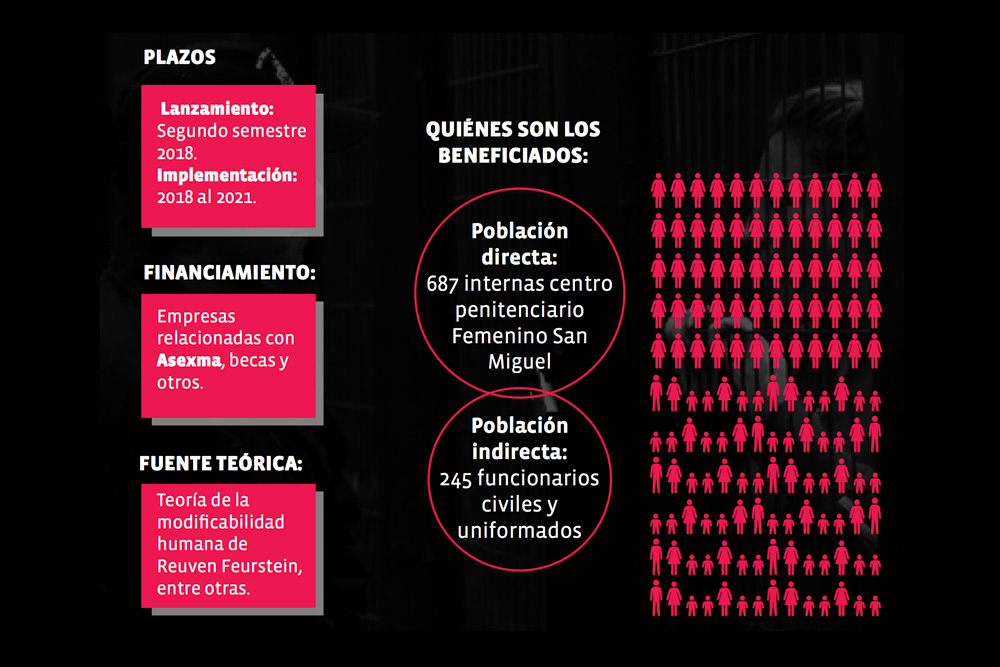 PLAZOS
Lanzamiento:
Segundo semestre
2018.
Implementación:
2018 al 2021.
FINANCIAMIENTO:
Empresas
relacionadas con
Asexma, becas y
otros.
FUENTE TEÓRICA:
Teoría de la
modificabilidad
humana de
Reuven Feurstein,
entre otras.
QUIÉNES SON LOS
BENEFICIADOS:
Población
directa:
687 internas centro
penitenciario
Femenino San
Miguel
Población
indirecta:
245 funcionarios
civiles y
uniformados